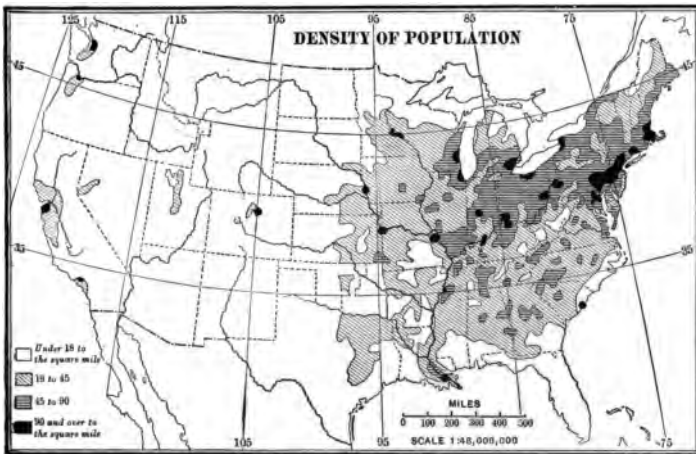 125 115 105 95 85 75
DENSITY OF POPULATION
45 45
35 35
Under 18 to
the square mile
18 to 45
45 to 90
90 and over to
the square mile
MILES
0 100 200 300 400 500
SCALE 1:48,000,000
105 95 85 75